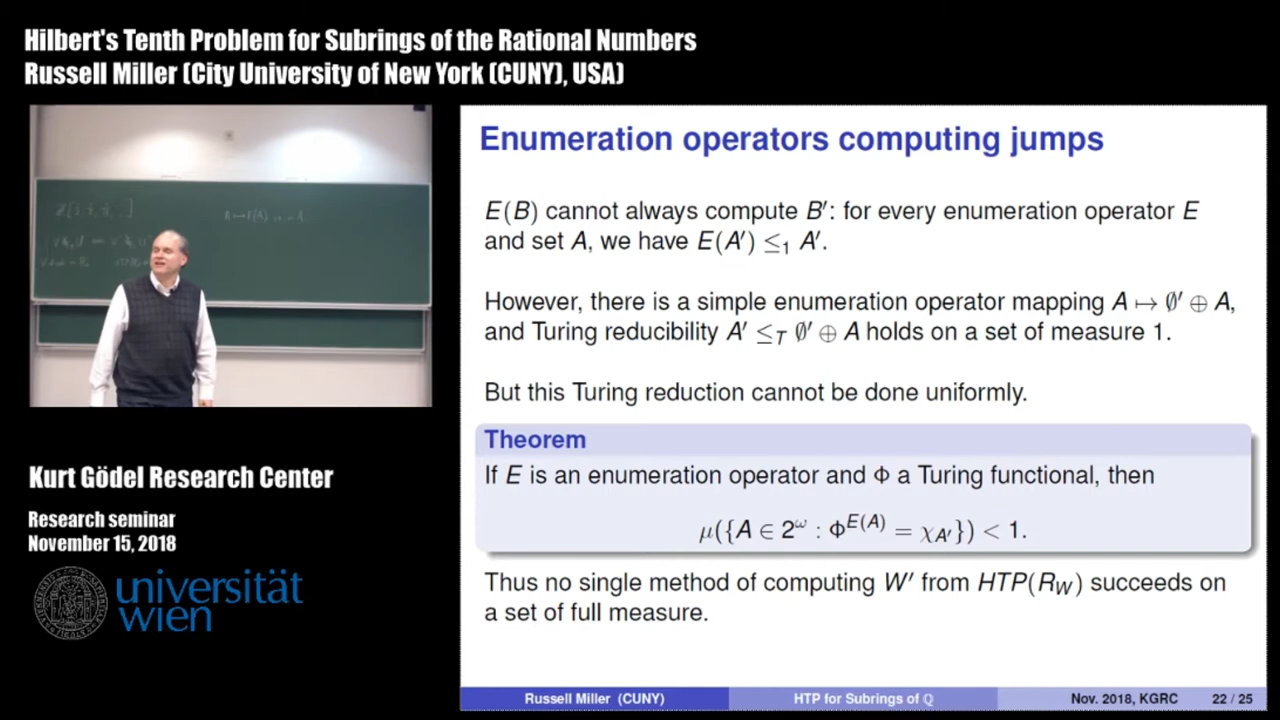 Hilbert's Tenth Problem for Subrings of the Rational Numbers
Russell Miller (City University of New York (CUNY), USA)
Enumeration operators computing jumps
E(B) cannot always compute B′: for every enumeration operator E
and set A, we have E(A′) ≤₁ A′.
However, there is a simple enumeration operator mapping A ↦ ∅′ ⊕ A,
and Turing reducibility A′ ≤_T ∅′ ⊕ A holds on a set of measure 1.
But this Turing reduction cannot be done uniformly.
Theorem
If E is an enumeration operator and Φ a Turing functional, then
μ({A ∈ 2^ω : Φ^{E(A)} = χ_{A′}}) < 1.
Thus no single method of computing W′ from HTP(R_W) succeeds on
a set of full measure.
Russell Miller (CUNY) HTP for Subrings of ℚ Nov. 2018, KGRC 22 / 25
Kurt Gödel Research Center
Research seminar
November 15, 2018
universität
wien